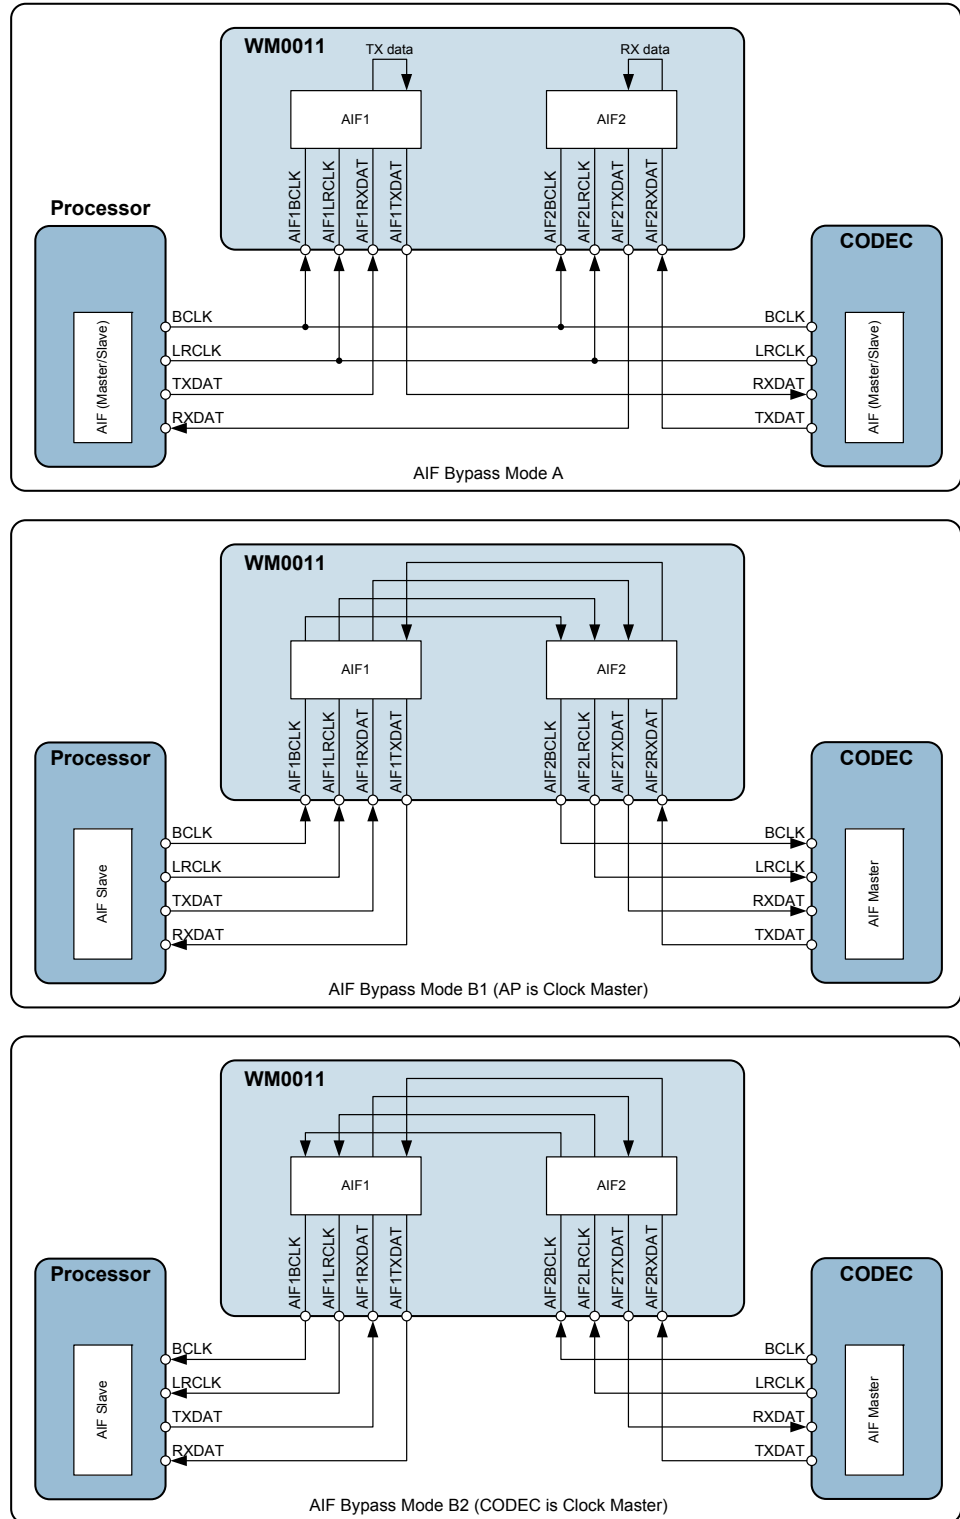 WM0011
TX data
RX data
AIF1
AIF2
AIF1BCLK
AIF1LRCLK
AIF1RXDAT
AIF1TXDAT
AIF2BCLK
AIF2LRCLK
AIF2TXDAT
AIF2RXDAT
Processor
CODEC
AIF (Master/Slave)
AIF (Master/Slave)
BCLK
BCLK
LRCLK
LRCLK
TXDAT
RXDAT
RXDAT
TXDAT
AIF Bypass Mode A
WM0011
AIF1
AIF2
AIF1BCLK
AIF1LRCLK
AIF1RXDAT
AIF1TXDAT
AIF2BCLK
AIF2LRCLK
AIF2TXDAT
AIF2RXDAT
Processor
CODEC
AIF Slave
AIF Master
BCLK
BCLK
LRCLK
LRCLK
TXDAT
RXDAT
RXDAT
TXDAT
AIF Bypass Mode B1 (AP is Clock Master)
WM0011
AIF1
AIF2
AIF1BCLK
AIF1LRCLK
AIF1RXDAT
AIF1TXDAT
AIF2BCLK
AIF2LRCLK
AIF2TXDAT
AIF2RXDAT
Processor
CODEC
AIF Slave
AIF Master
BCLK
BCLK
LRCLK
LRCLK
TXDAT
RXDAT
RXDAT
TXDAT
AIF Bypass Mode B2 (CODEC is Clock Master)